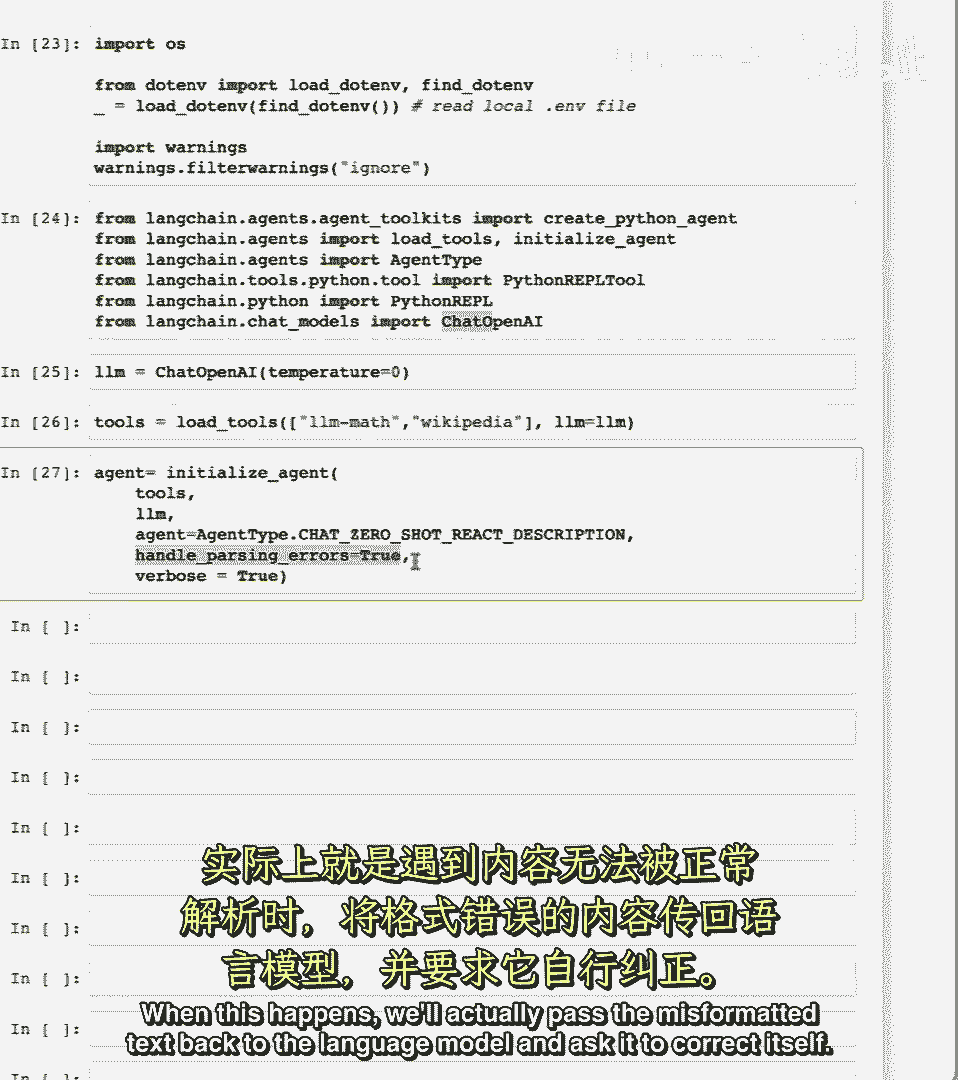 In [23]: import os
from dotenv import load_dotenv, find_dotenv
_ = load_dotenv(find_dotenv()) # read local .env file
import warnings
warnings.filterwarnings("ignore")
In [24]: from langchain.agents.agent_toolkits import create_python_agent
from langchain.agents import load_tools, initialize_agent
from langchain.agents import AgentType
from langchain.tools.python.tool import PythonREPLTool
from langchain.python import PythonREPL
from langchain.chat_models import ChatOpenAI
In [25]: llm = ChatOpenAI(temperature=0)
In [26]: tools = load_tools(["llm-math","wikipedia"], llm=llm)
In [27]: agent= initialize_agent(
tools,
llm,
agent=AgentType.CHAT_ZERO_SHOT_REACT_DESCRIPTION,
handle_parsing_errors=True,
verbose = True)
In [ ]:
In [ ]:
In [ ]:
In [ ]:
In [ ]:
In [ ]:
In [ ]:
In [ ]:
In [ ]:
In [ ]:
实际上就是遇到内容无法被正常
解析时，将格式错误的内容传回语
言模型，并要求它自行纠正。
When this happens, we'll actually pass the misformatted
text back to the language model and ask it to correct itself.